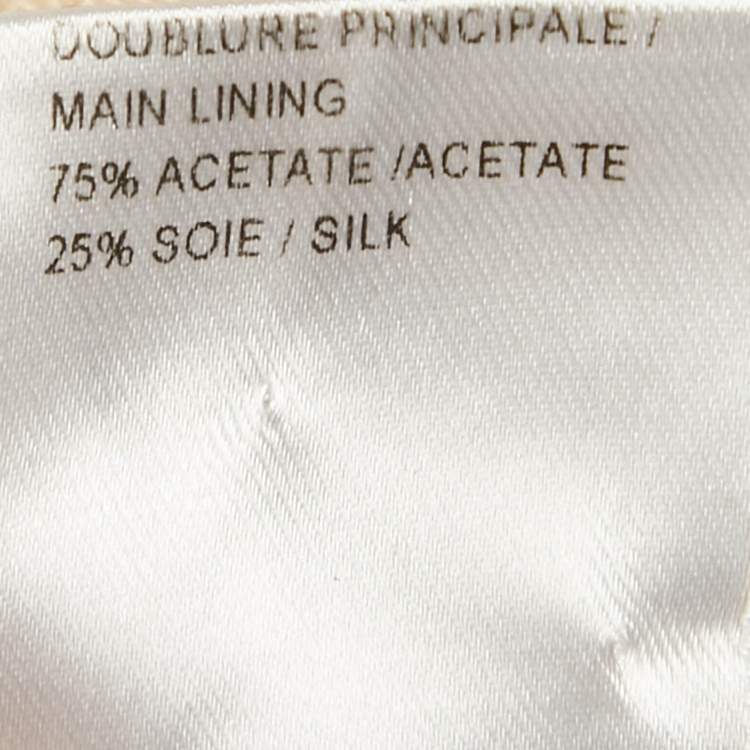 DOUBLURE PRINCIPALE /
MAIN LINING
75% ACETATE /ACETATE
25% SOIE / SILK